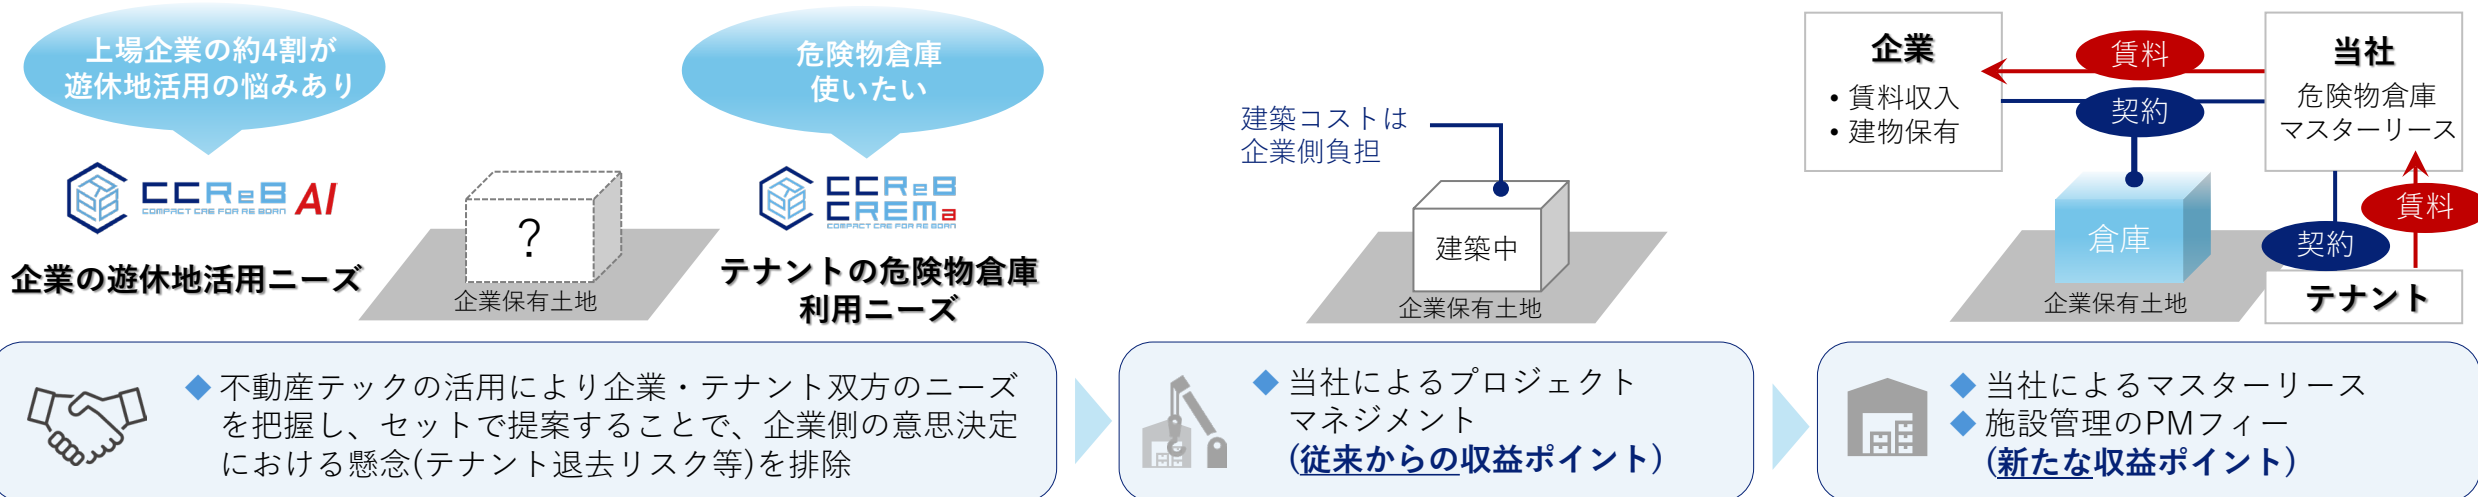 上場企業の約4割が
遊休地活用の悩みあり
CCReB AI
COMPACT CRE FOR RE BORN
企業の遊休地活用ニーズ
?
企業保有土地
危険物倉庫
使いたい
CCReB
CREMa
COMPACT CRE FOR RE BORN
テナントの危険物倉庫
利用ニーズ
◆ 不動産テックの活用により企業・テナント双方のニーズ
を把握し、セットで提案することで、企業側の意思決定
における懸念(テナント退去リスク等)を排除
建築コストは
企業側負担
建築中
企業保有土地
◆ 当社によるプロジェクト
マネジメント
(従来からの収益ポイント)
企業
• 賃料収入
• 建物保有
賃料
契約
当社
危険物倉庫
マスターリース
倉庫
企業保有土地
契約
賃料
テナント
◆ 当社によるマスターリース
◆ 施設管理のPMフィー
(新たな収益ポイント)